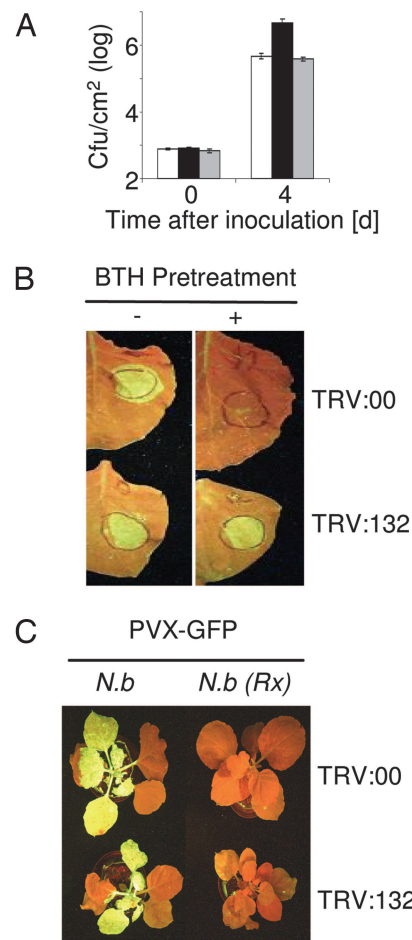 A
Cfu/cm² (log)
6
4
2
0 4
Time after inoculation [d]
B
BTH Pretreatment
- +
TRV:00
TRV:132
C
PVX-GFP
N.b N.b (Rx)
TRV:00
TRV:132